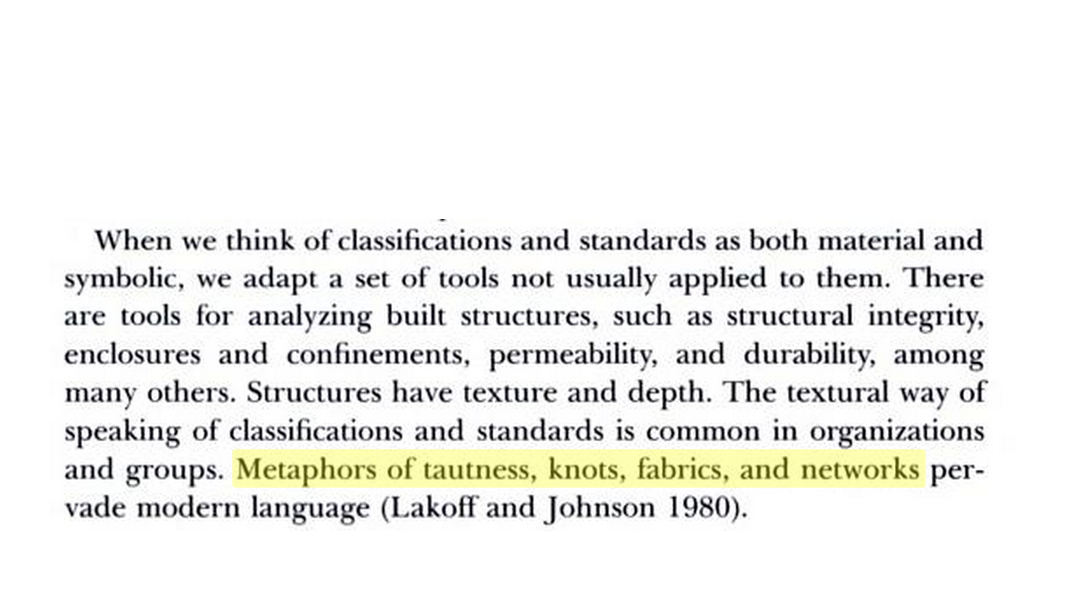 When we think of classifications and standards as both material and
symbolic, we adapt a set of tools not usually applied to them. There
are tools for analyzing built structures, such as structural integrity,
enclosures and confinements, permeability, and durability, among
many others. Structures have texture and depth. The textural way of
speaking of classifications and standards is common in organizations
and groups. Metaphors of tautness, knots, fabrics, and networks per-
vade modern language (Lakoff and Johnson 1980).